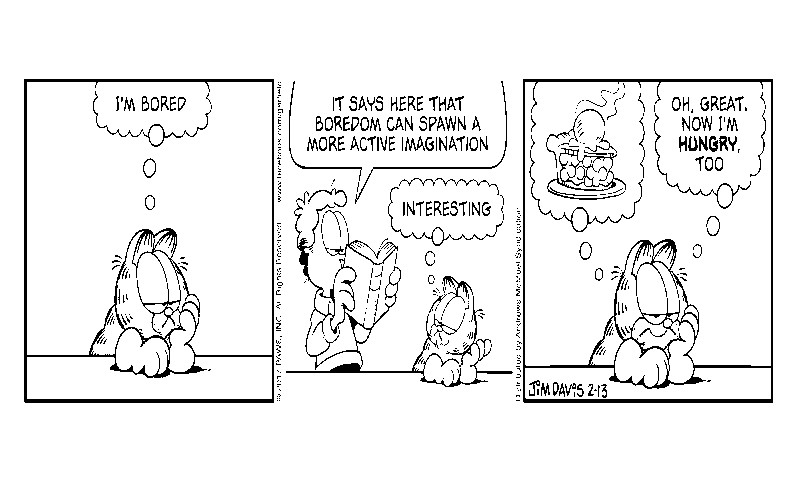 I'M BORED
IT SAYS HERE THAT
BOREDOM CAN SPAWN A
MORE ACTIVE IMAGINATION
INTERESTING
OH, GREAT.
NOW I'M
HUNGRY,
TOO
JIM DAVIS 2-13